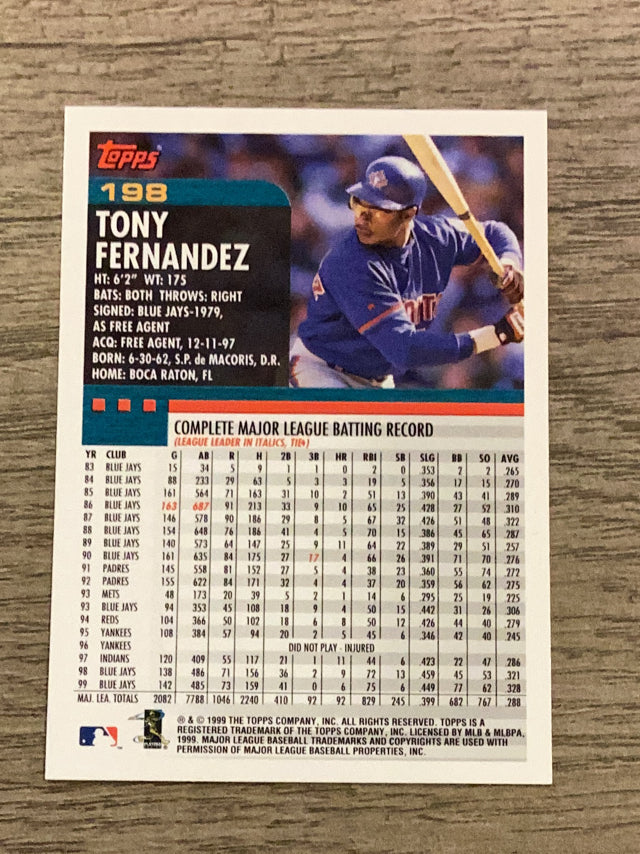 Topps
198
TONY
FERNANDEZ
HT: 6'2" WT: 175
BATS: BOTH THROWS: RIGHT
SIGNED: BLUE JAYS-1979,
AS FREE AGENT
ACQ: FREE AGENT, 12-11-97
BORN: 6-30-62, S.P. de MACORIS, D.R.
HOME: BOCA RATON, FL
COMPLETE MAJOR LEAGUE BATTING RECORD
(LEAGUE LEADER IN ITALICS, TIE♦)
YR CLUB G AB R H 2B 3B HR RBI SB SLG BB SO AVG
83 BLUE JAYS 15 34 5 9 1 1 0 2 0 .353 2 2 .265
84 BLUE JAYS 88 233 29 63 5 3 3 19 5 .356 17 15 .270
85 BLUE JAYS 161 564 71 163 31 10 2 51 13 .390 43 41 .289
86 BLUE JAYS 163 687 91 213 33 9 10 65 25 .428 27 52 .310
87 BLUE JAYS 146 578 90 186 29 8 5 67 32 .426 51 48 .322
88 BLUE JAYS 154 648 76 186 41 4 5 70 15 .386 45 65 .287
89 BLUE JAYS 140 573 64 147 25 9 11 64 22 .389 29 51 .257
90 BLUE JAYS 161 635 84 175 27 17 4 66 26 .391 71 70 .276
91 PADRES 145 558 81 152 27 5 4 38 23 .360 55 74 .272
92 PADRES 155 622 84 171 32 4 4 37 20 .359 56 62 .275
93 METS 48 173 20 39 5 2 1 14 6 .295 25 19 .225
93 BLUE JAYS 94 353 45 108 18 9 4 50 15 .442 31 26 .306
94 REDS 104 366 50 102 18 6 8 50 12 .426 44 40 .279
95 YANKEES 108 384 57 94 20 2 5 45 6 .346 42 40 .245
96 YANKEES DID NOT PLAY - INJURED
97 INDIANS 120 409 55 117 21 1 11 44 6 .423 22 47 .286
98 BLUE JAYS 138 486 71 156 36 2 9 72 13 .459 45 53 .321
99 BLUE JAYS 142 485 73 159 41 0 6 75 6 .449 77 62 .328
MAJ. LEA. TOTALS 2082 7788 1046 2240 410 92 92 829 245 .399 682 767 .288
® & © 1999 THE TOPPS COMPANY, INC. ALL RIGHTS RESERVED. TOPPS IS A
REGISTERED TRADEMARK OF THE TOPPS COMPANY, INC. LICENSED BY MLB & MLBPA,
1999. MAJOR LEAGUE BASEBALL TRADEMARKS AND COPYRIGHTS ARE USED WITH
PERMISSION OF MAJOR LEAGUE BASEBALL PROPERTIES, INC.